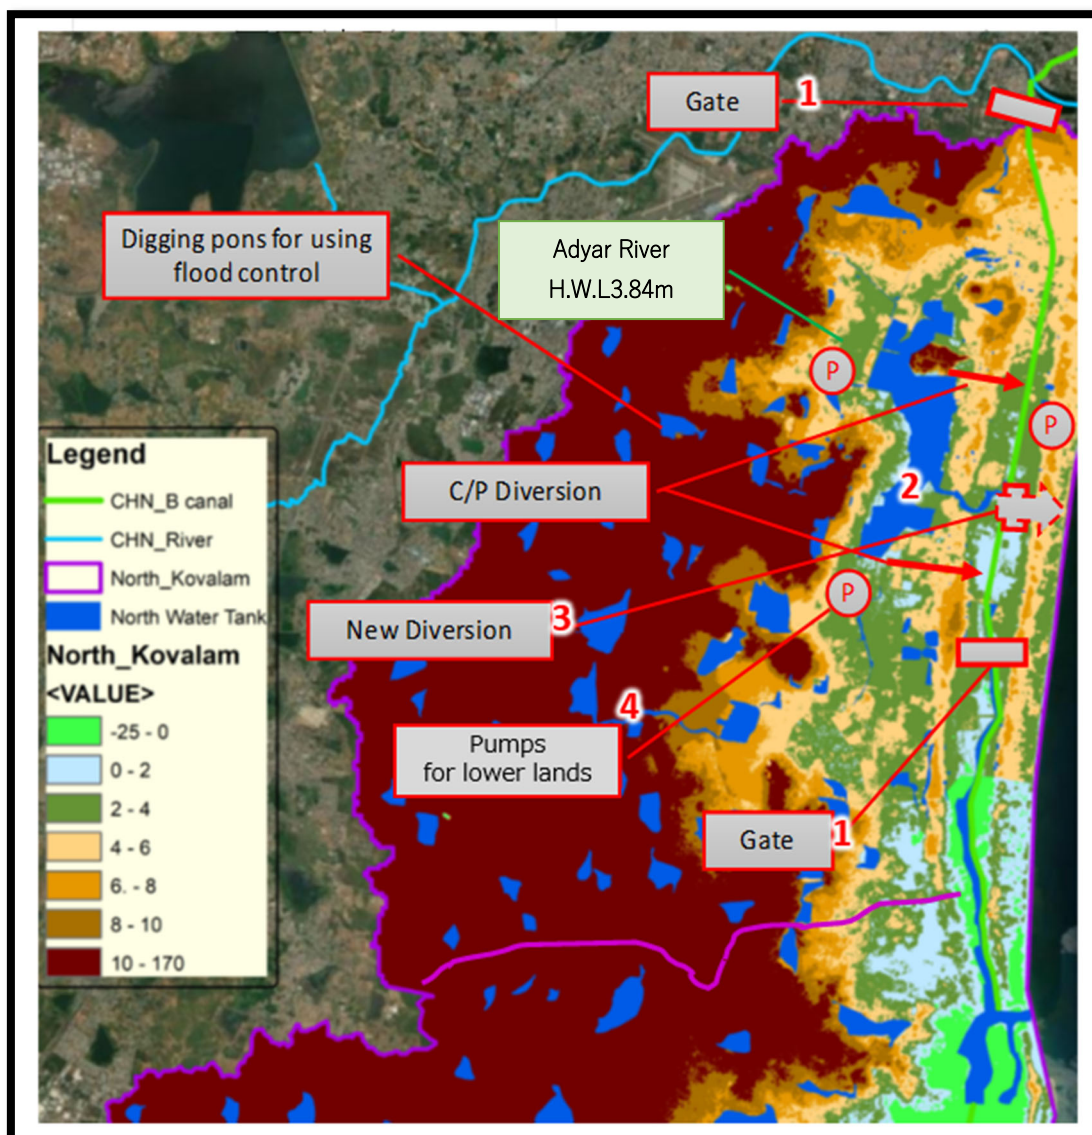 Gate
1
Digging pons for using
flood control
Adyar River
H.W.L3.84m
P
P
C/P Diversion
2
Legend
CHN_B canal
CHN_River
North_Kovalam
North Water Tank
North_Kovalam
<VALUE>
-25 - 0
0 - 2
2 - 4
4 - 6
6. - 8
8 - 10
10 - 170
New Diversion
3
P
4
Pumps
for lower lands
Gate
1